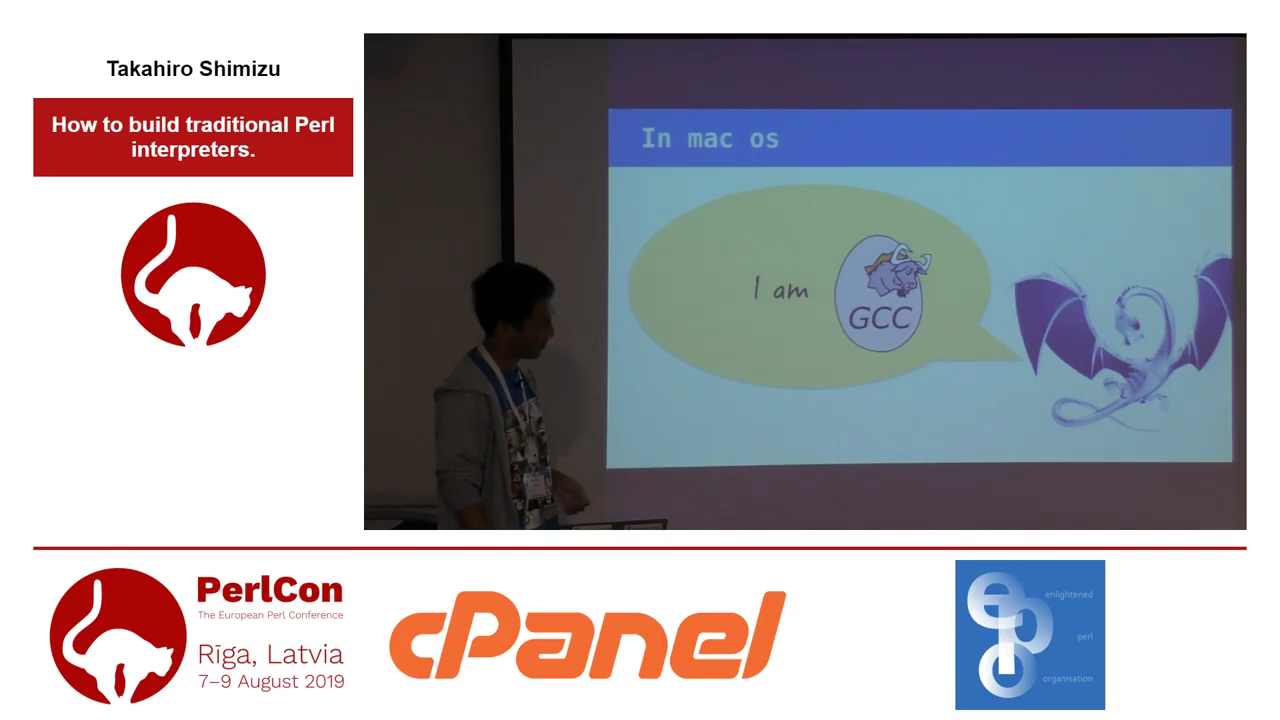 Takahiro Shimizu
How to build traditional Perl
interpreters.
In mac os
I am
GCC
PerlCon
The European Perl Conference
Rīga, Latvia
7–9 August 2019
cPanel
epo
enlightened
perl
organisation